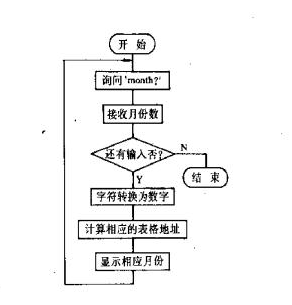 开 始
询问'month?'
接收月份数
还有输入否?
N
结 束
Y
字符转换为数字
计算相应的表格地址
显示相应月份